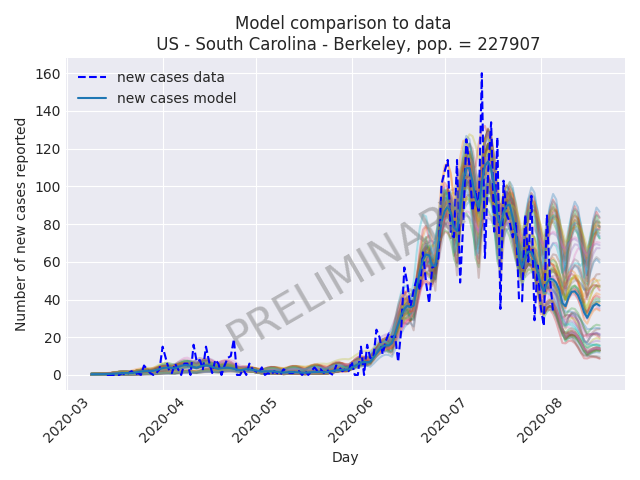 Model comparison to data
US - South Carolina - Berkeley, pop. = 227907
new cases data
new cases model
Number of new cases reported
160
140
120
100
80
60
40
20
0
PRELIMINARY
2020-03
2020-04
2020-05
2020-06
2020-07
2020-08
Day